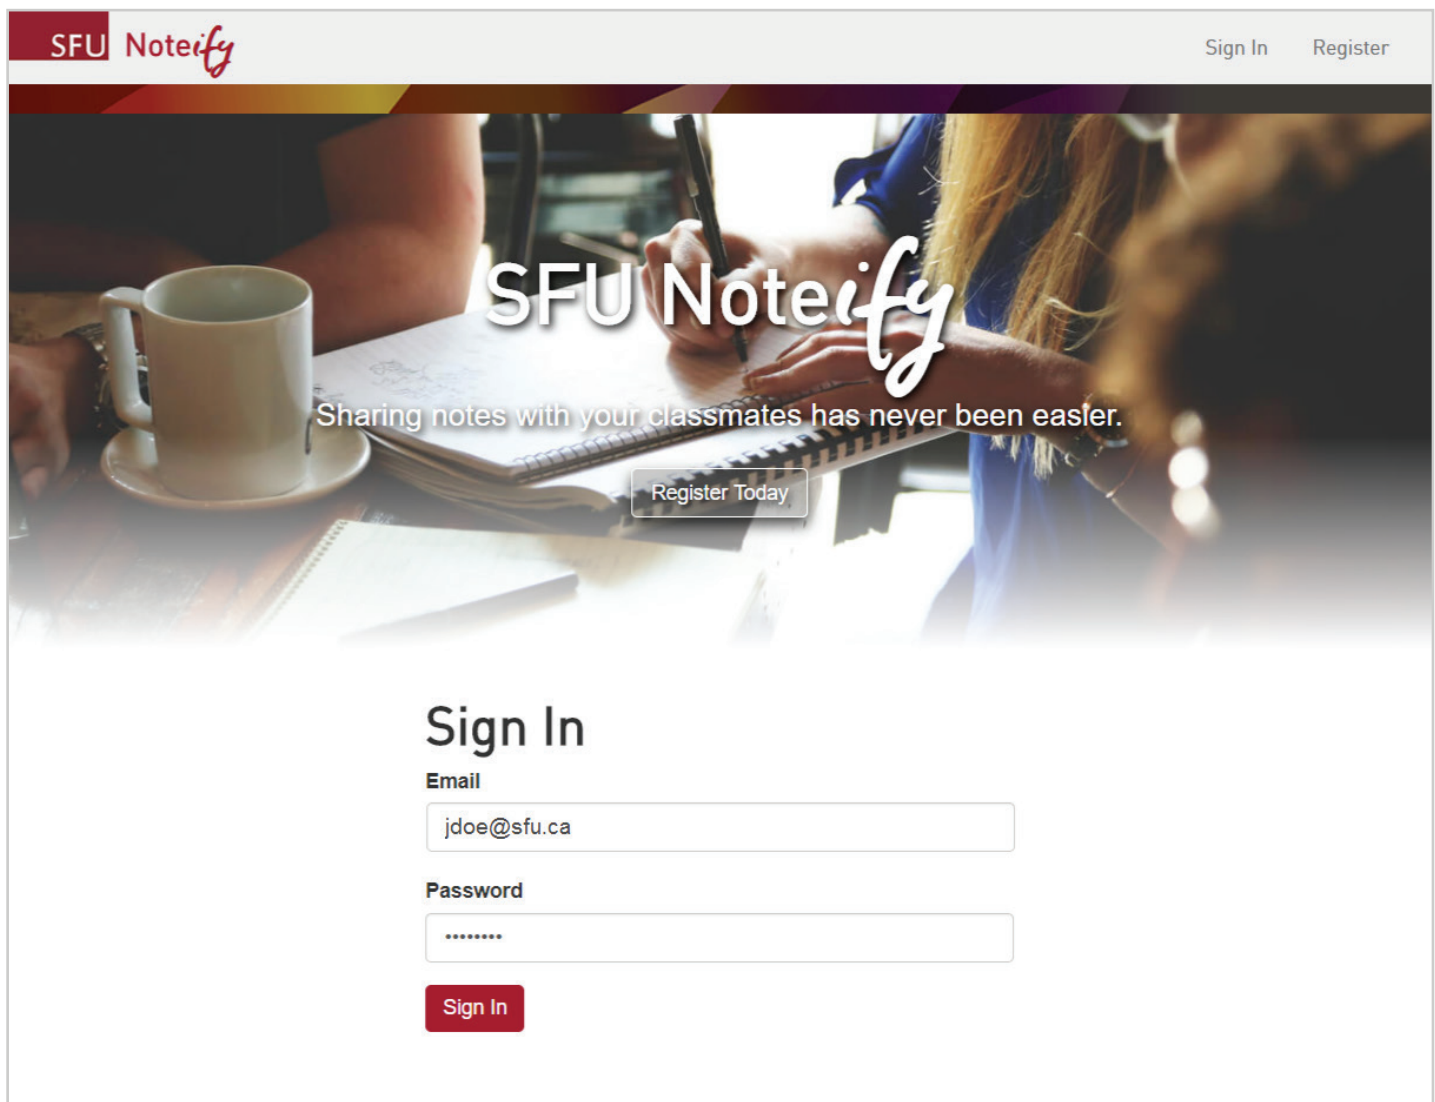 SFU Noteify
Sign In Register
SFU Noteify
Sharing notes with your classmates has never been easier.
Register Today
Sign In
Email
jdoe@sfu.ca
Password
••••••••
Sign In